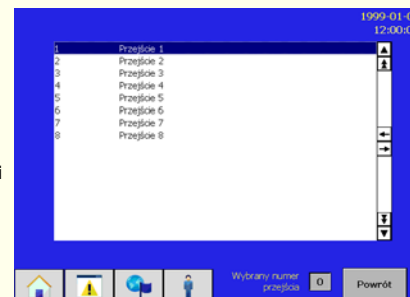 1999-01-0
12:00:0
1 Przejście 1
2 Przejście 2
3 Przejście 3
4 Przejście 4
5 Przejście 5
6 Przejście 6
7 Przejście 7
8 Przejście 8
i
Wybrany numer
przejścia 0 Powrót